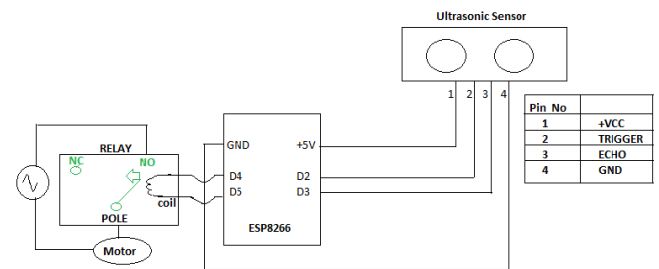 Ultrasonic Sensor
1 2 3 4
Pin No
1 +VCC
2 TRIGGER
3 ECHO
4 GND
RELAY
NC NO
coil
POLE
Motor
GND +5V
D4 D2
D5 D3
ESP8266